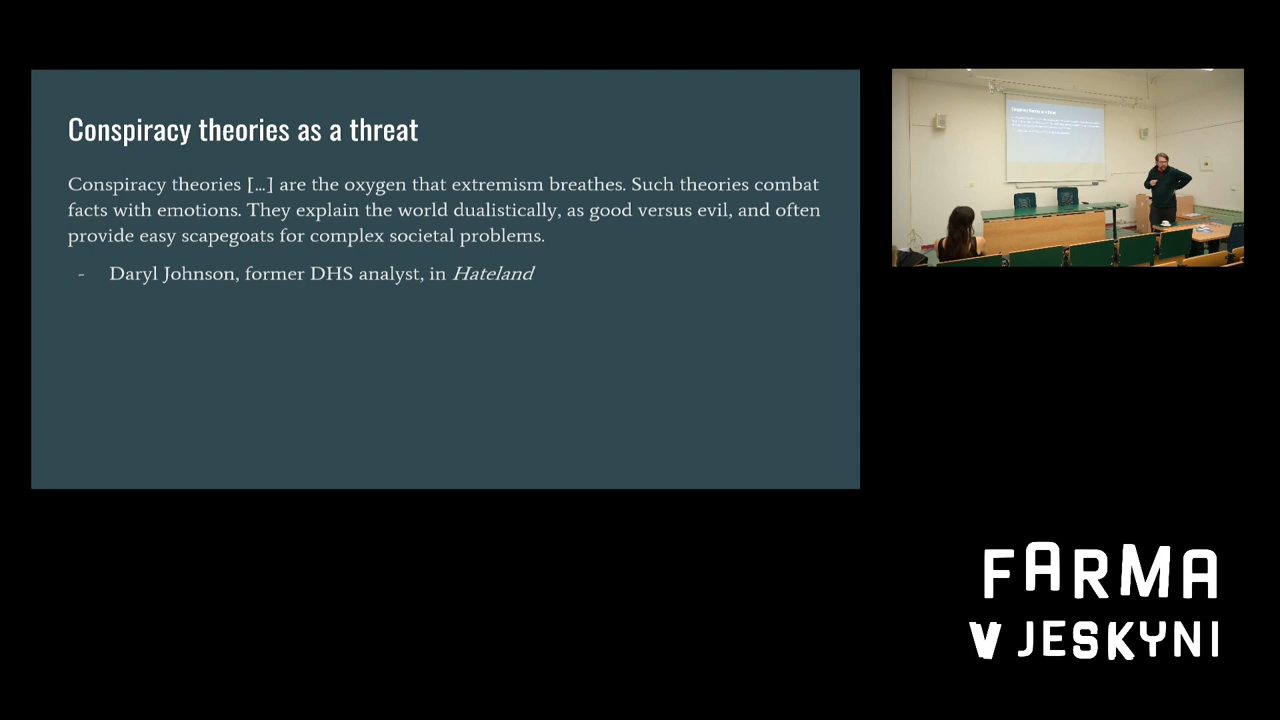 Conspiracy theories as a threat
Conspiracy theories [...] are the oxygen that extremism breathes. Such theories combat
facts with emotions. They explain the world dualistically, as good versus evil, and often
provide easy scapegoats for complex societal problems.
- Daryl Johnson, former DHS analyst, in Hateland
FARMA
V JESKYNI